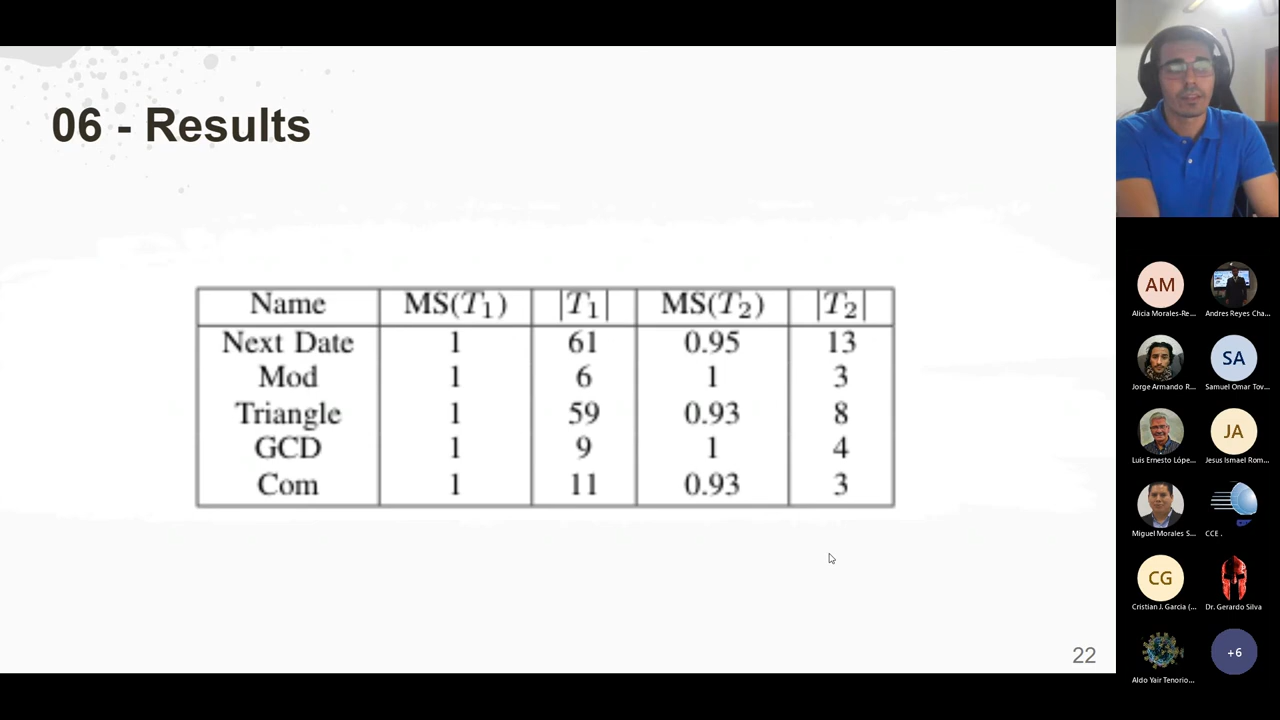 06 - Results
Name MS(T₁) |T₁| MS(T₂) |T₂|
Next Date 1 61 0.95 13
Mod 1 6 1 3
Triangle 1 59 0.93 8
GCD 1 9 1 4
Com 1 11 0.93 3
22
AM
Alicia Morales-Re... Andres Reyes Cha...
SA
Jorge Armando R... Samuel Omar Tov...
JA
Luis Ernesto Lópe... Jesus Ismael Rom...
Miguel Morales S... CCE .
CG
Cristian J. Garcia (... Dr. Gerardo Silva
+6
Aldo Yair Tenorio...